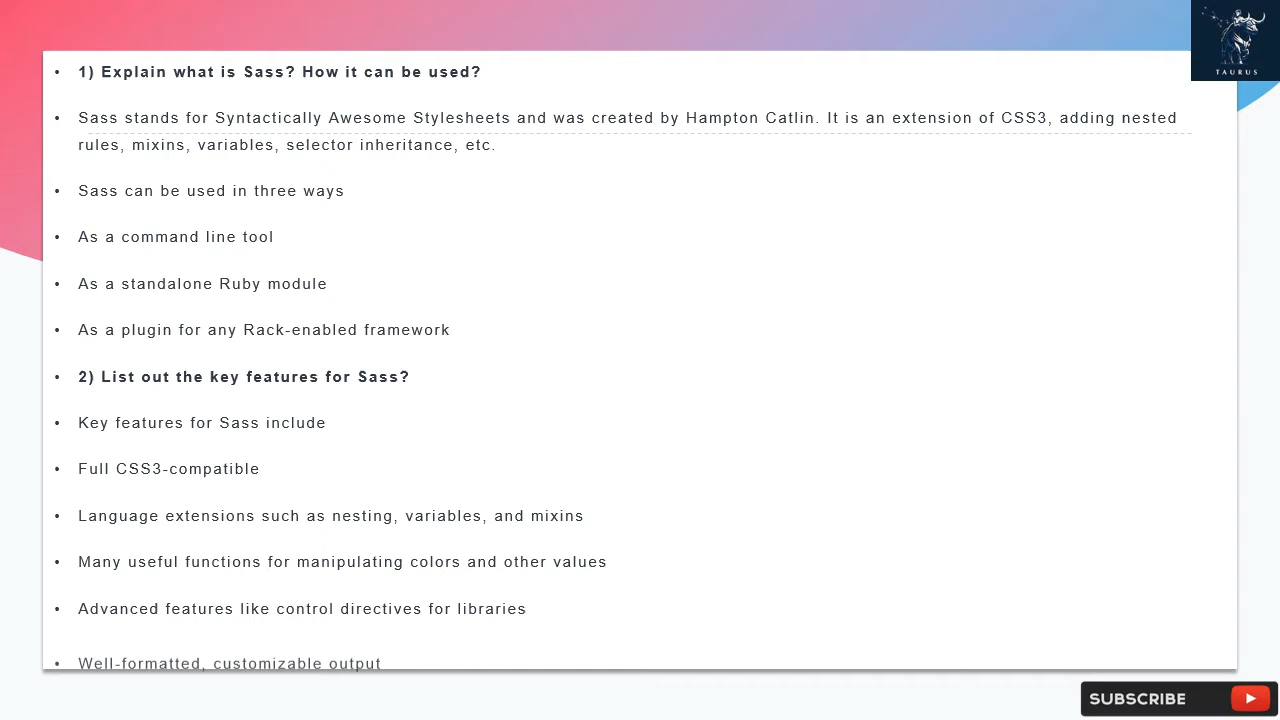 TAURUS
• 1) Explain what is Sass? How it can be used?
• Sass stands for Syntactically Awesome Stylesheets and was created by Hampton Catlin. It is an extension of CSS3, adding nested
rules, mixins, variables, selector inheritance, etc.
• Sass can be used in three ways
• As a command line tool
• As a standalone Ruby module
• As a plugin for any Rack-enabled framework
• 2) List out the key features for Sass?
• Key features for Sass include
• Full CSS3-compatible
• Language extensions such as nesting, variables, and mixins
• Many useful functions for manipulating colors and other values
• Advanced features like control directives for libraries
• Well-formatted, customizable output
SUBSCRIBE